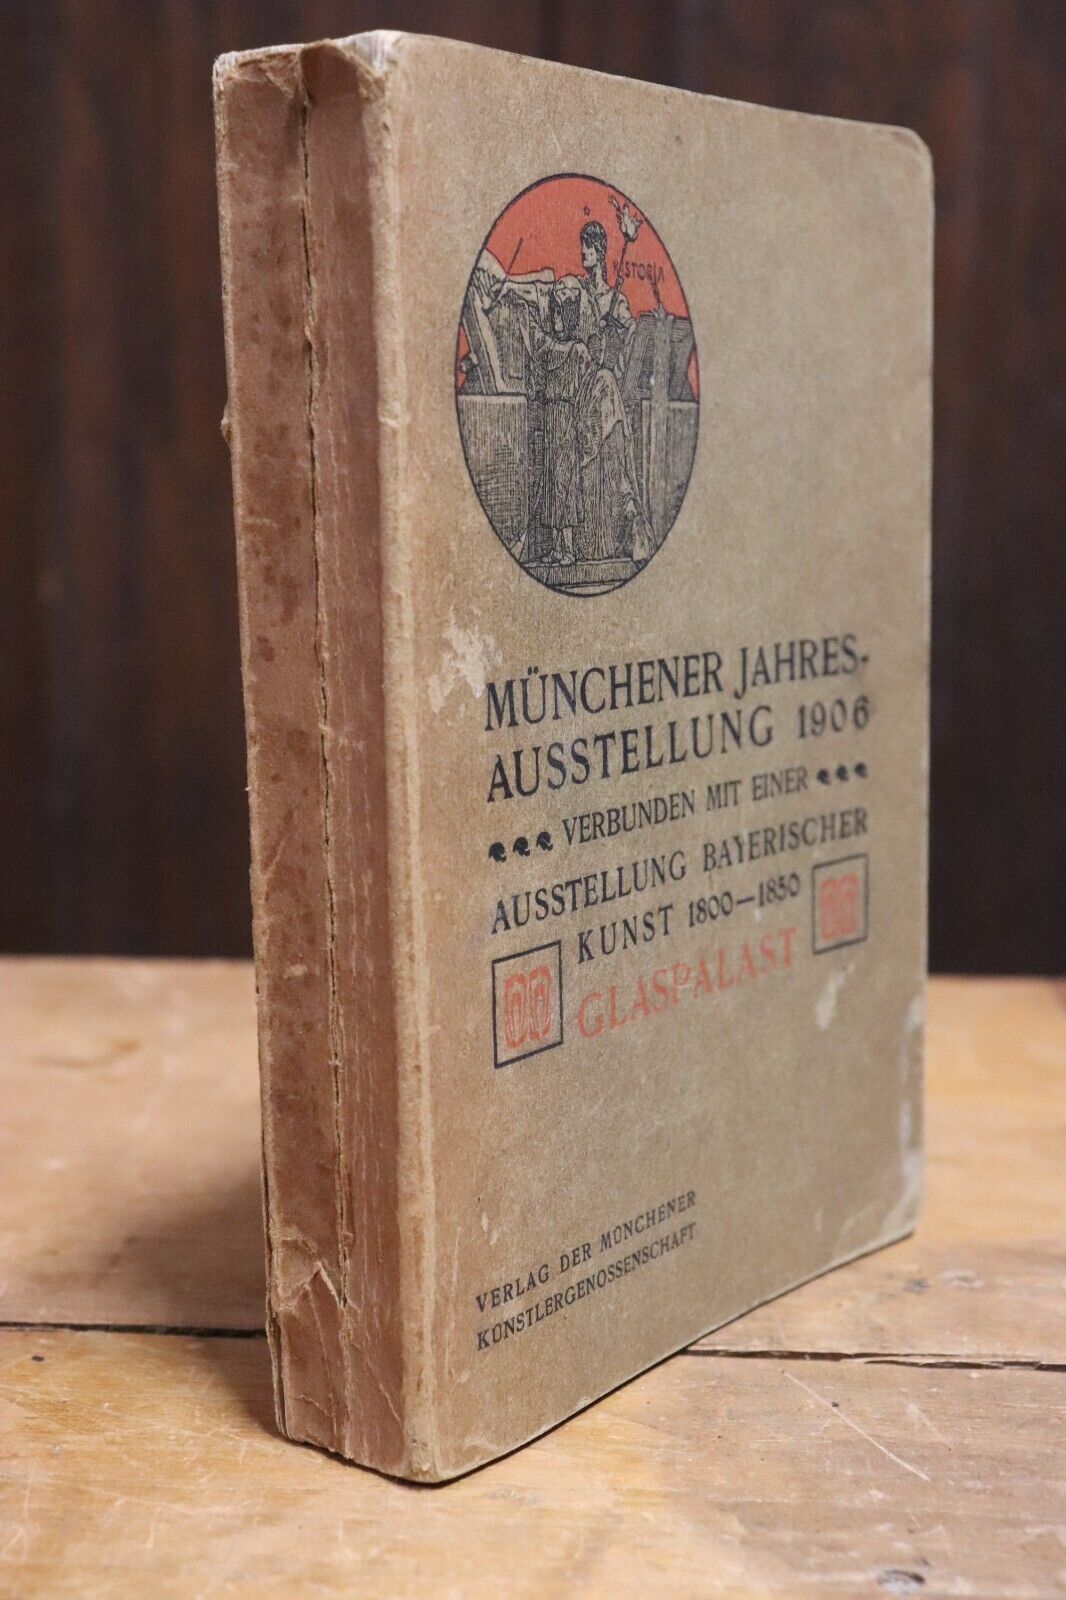 HISTORIA
MÜNCHENER JAHRES-
AUSSTELLUNG 1906
VERBUNDEN MIT EINER
AUSSTELLUNG BAYERISCHER
KUNST 1800—1850
GLASPALAST
VERLAG DER MÜNCHENER
KÜNSTLERGENOSSENSCHAFT